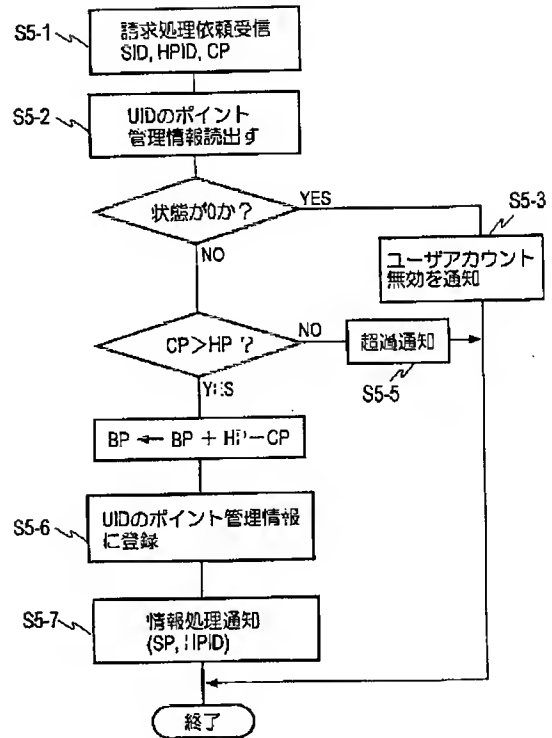 S5-1
請求処理依頼受信
SID, HPID, CP
S5-2
UIDのポイント
管理情報読出す
状態が0か?
YES
NO
S5-3
ユーザアカウント
無効を通知
CP>HP ?
NO
超過通知
S5-5
YES
BP ← BP + HP−CP
S5-6
UIDのポイント管理情報
に登録
S5-7
情報処理通知
(SP, HPID)
終了